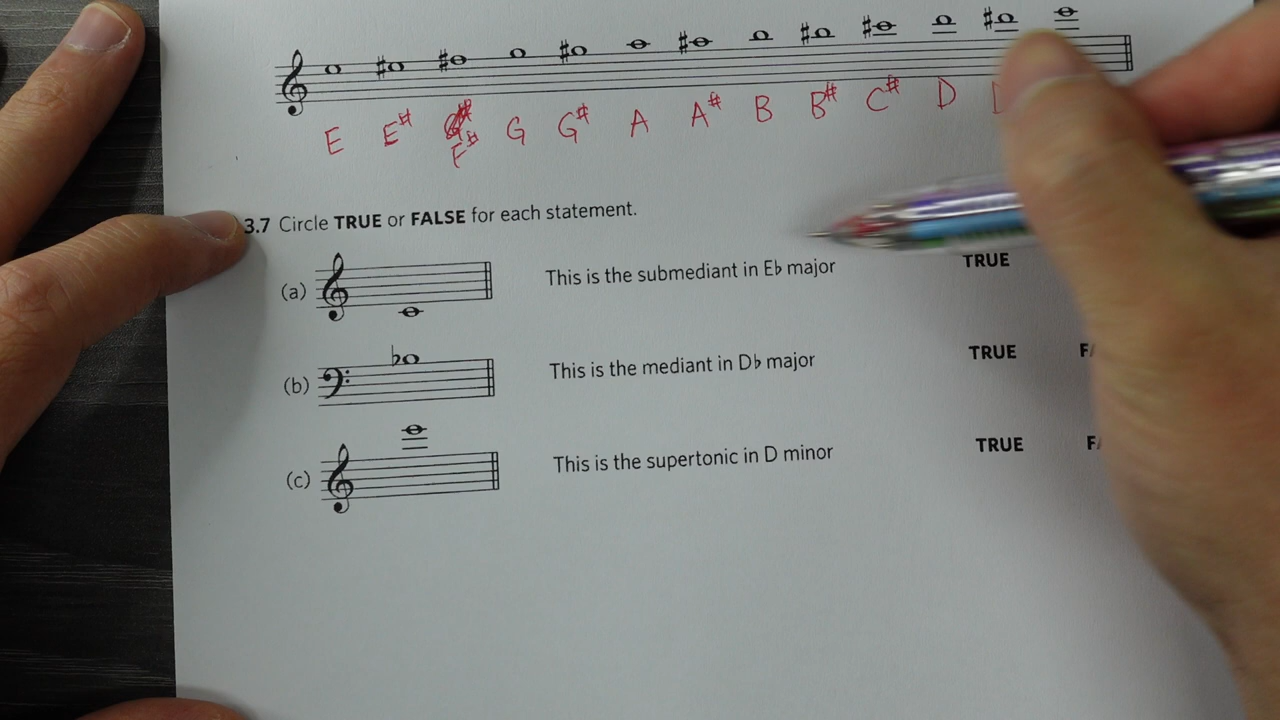 E E# F# G G# A A# B B# C# D
3.7 Circle TRUE or FALSE for each statement.
(a) This is the submediant in E♭ major TRUE
(b) This is the mediant in D♭ major TRUE
(c) This is the supertonic in D minor TRUE